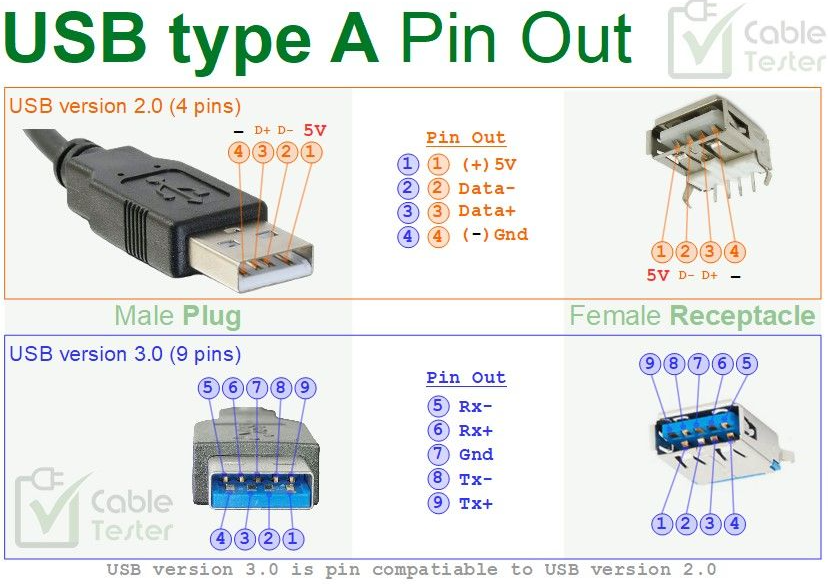 USB type A Pin Out
Cable
Tester
USB version 2.0 (4 pins)
– D+ D- 5V
4 3 2 1
Pin Out
1 1 (+)5V
2 2 Data-
3 3 Data+
4 4 (-)Gnd
1 2 3 4
5V D- D+ –
Male Plug
Female Receptacle
USB version 3.0 (9 pins)
5 6 7 8 9
4 3 2 1
Pin Out
5 Rx-
6 Rx+
7 Gnd
8 Tx-
9 Tx+
9 8 7 6 5
1 2 3 4
Cable
Tester
USB version 3.0 is pin compatiable to USB version 2.0